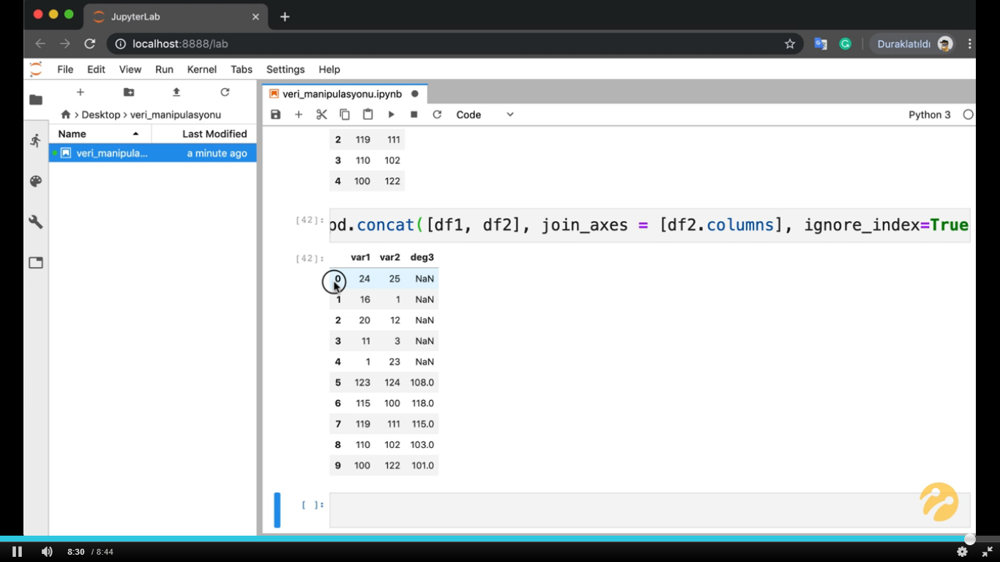 JupyterLab
localhost:8888/lab
Duraklatıldı
File Edit View Run Kernel Tabs Settings Help
veri_manipulasyonu.ipynb
Desktop > veri_manipulasyonu
Code
Python 3
Name Last Modified
veri_manipula... a minute ago
2 119 111
3 110 102
4 100 122
[42]: pd.concat([df1, df2], join_axes = [df2.columns], ignore_index=True
[42]: var1 var2 deg3
0 24 25 NaN
1 16 1 NaN
2 20 12 NaN
3 11 3 NaN
4 1 23 NaN
5 123 124 108.0
6 115 100 118.0
7 119 111 115.0
8 110 102 103.0
9 100 122 101.0
[ ]:
8:30 / 8:44